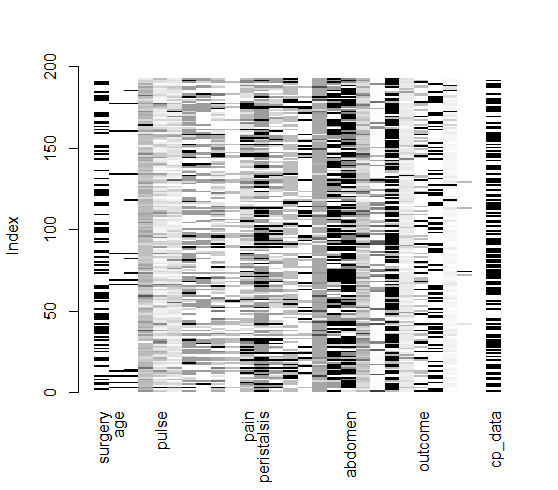 200
150
100
50
0
Index
surgery
age
pulse
pain
peristalsis
abdomen
outcome
cp_data